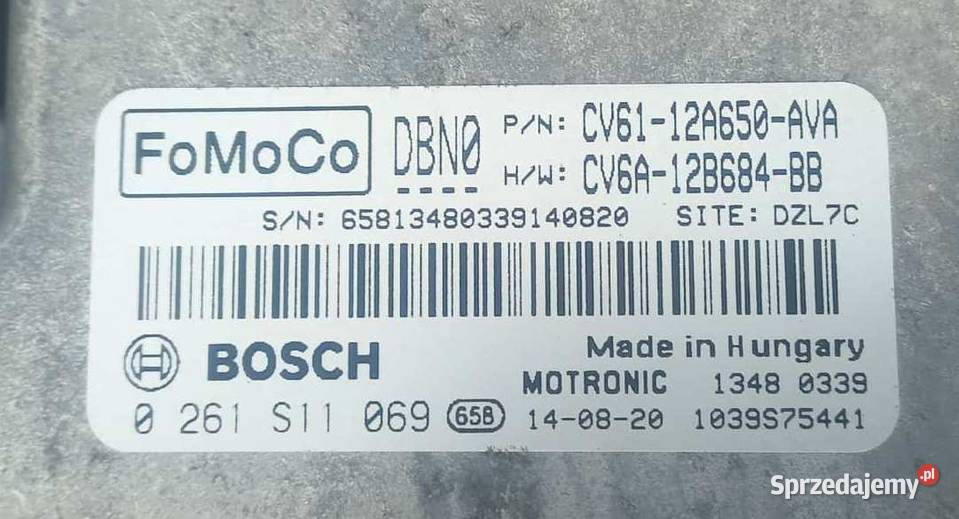 FoMoCo DBN0 P/N: CV61-12A650-AVA
H/W: CV6A-12B684-BB
S/N: 65813480339140820 SITE: DZL7C
BOSCH Made in Hungary
MOTRONIC 1348 0339
0 261 S11 069 65B 14-08-20 1039S75441
Sprzedajemy.pl